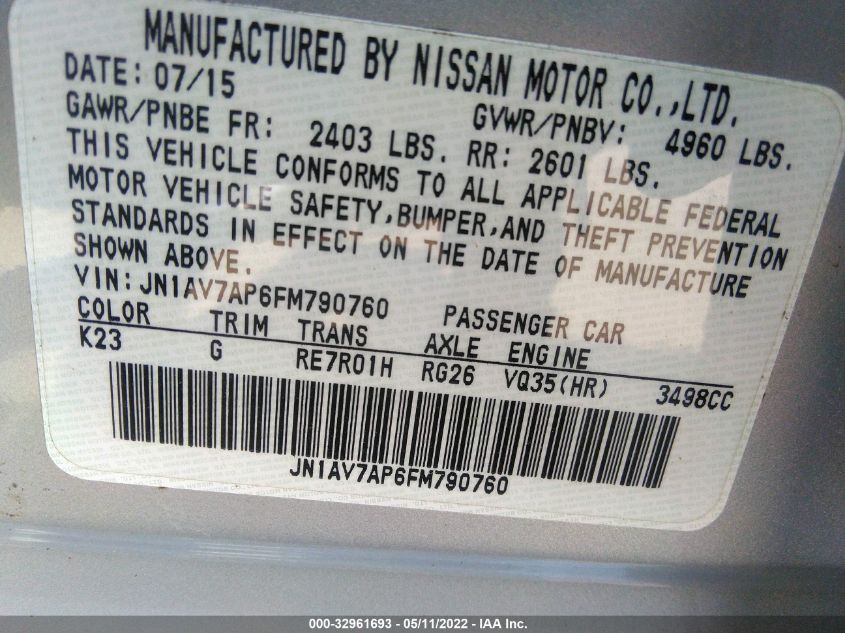 MANUFACTURED BY NISSAN MOTOR CO.,LTD.
DATE: 07/15 GVWR/PNBV: 4960 LBS.
GAWR/PNBE FR: 2403 LBS. RR: 2601 LBS.
THIS VEHICLE CONFORMS TO ALL APPLICABLE FEDERAL
MOTOR VEHICLE SAFETY,BUMPER,AND THEFT PREVENTION
STANDARDS IN EFFECT ON THE DATE OF MANUFACTURE
SHOWN ABOVE.
VIN: JN1AV7AP6FM790760 PASSENGER CAR
COLOR TRIM TRANS AXLE ENGINE
K23 G RE7R01H RG26 VQ35(HR) 3498CC
JN1AV7AP6FM790760
000-32961693 - 05/11/2022 - IAA Inc.